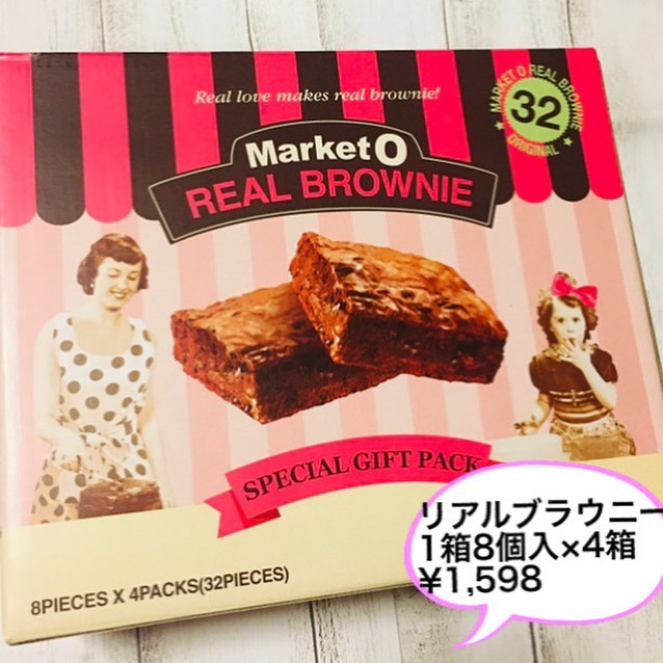 Real love makes real brownie!
MARKET O REAL BROWNIE
32
ORIGINAL
Market O
REAL BROWNIE
SPECIAL GIFT PACK
リアルブラウニー
1箱8個入×4箱
¥1,598
8PIECES X 4PACKS(32PIECES)